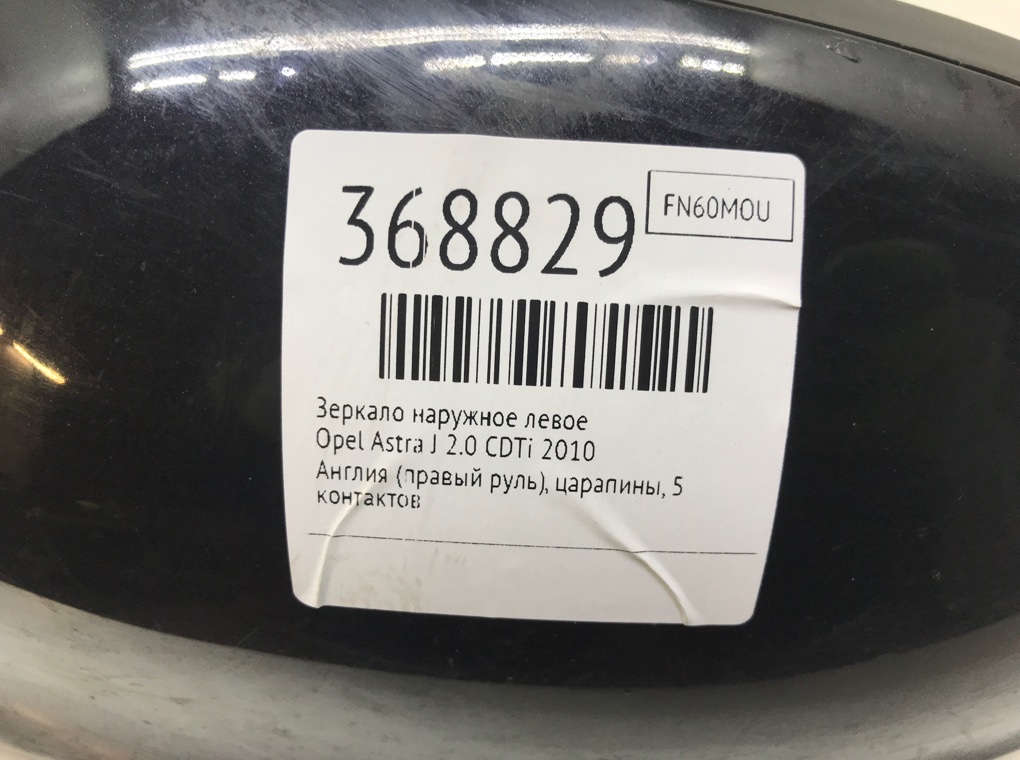 368829
FN60MOU
Зеркало наружное левое
Opel Astra J 2.0 CDTi 2010
Англия (правый руль), царапины, 5
контактов